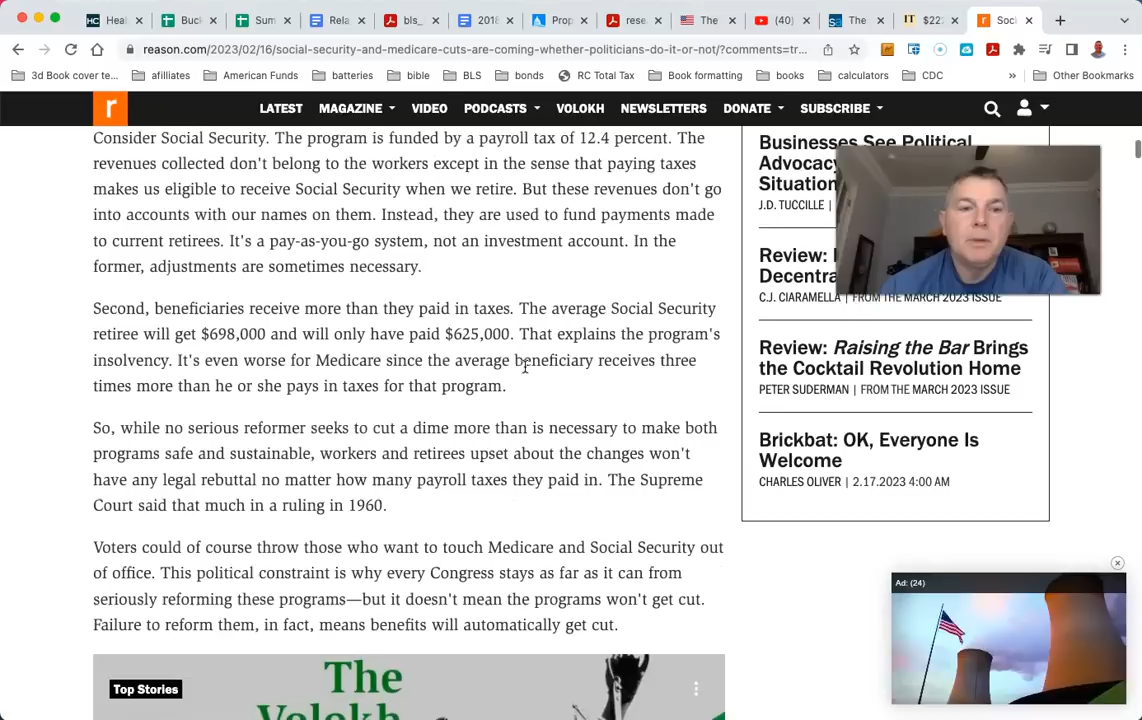 Heal
Buck
Sum
Rela
bls_
2018
Prop
rese
The
(40)
The
IT $22
Soci
reason.com/2023/02/16/social-security-and-medicare-cuts-are-coming-whether-politicians-do-it-or-not/?comments=tr...
3d Book cover te... afilliates American Funds batteries bible BLS bonds RC Total Tax Book formatting books calculators CDC » Other Bookmarks
r LATEST MAGAZINE VIDEO PODCASTS VOLOKH NEWSLETTERS DONATE SUBSCRIBE
Consider Social Security. The program is funded by a payroll tax of 12.4 percent. The
revenues collected don't belong to the workers except in the sense that paying taxes
makes us eligible to receive Social Security when we retire. But these revenues don't go
into accounts with our names on them. Instead, they are used to fund payments made
to current retirees. It's a pay-as-you-go system, not an investment account. In the
former, adjustments are sometimes necessary.
Second, beneficiaries receive more than they paid in taxes. The average Social Security
retiree will get $698,000 and will only have paid $625,000. That explains the program's
insolvency. It's even worse for Medicare since the average beneficiary receives three
times more than he or she pays in taxes for that program.
So, while no serious reformer seeks to cut a dime more than is necessary to make both
programs safe and sustainable, workers and retirees upset about the changes won't
have any legal rebuttal no matter how many payroll taxes they paid in. The Supreme
Court said that much in a ruling in 1960.
Voters could of course throw those who want to touch Medicare and Social Security out
of office. This political constraint is why every Congress stays as far as it can from
seriously reforming these programs—but it doesn't mean the programs won't get cut.
Failure to reform them, in fact, means benefits will automatically get cut.
Top Stories
The
Volokh
Businesses See Political
Advocacy
Situation
J.D. TUCCILLE |
Review:
Decentra
C.J. CIARAMELLA | FROM THE MARCH 2023 ISSUE
Review: Raising the Bar Brings
the Cocktail Revolution Home
PETER SUDERMAN | FROM THE MARCH 2023 ISSUE
Brickbat: OK, Everyone Is
Welcome
CHARLES OLIVER | 2.17.2023 4:00 AM
Ad: (24)